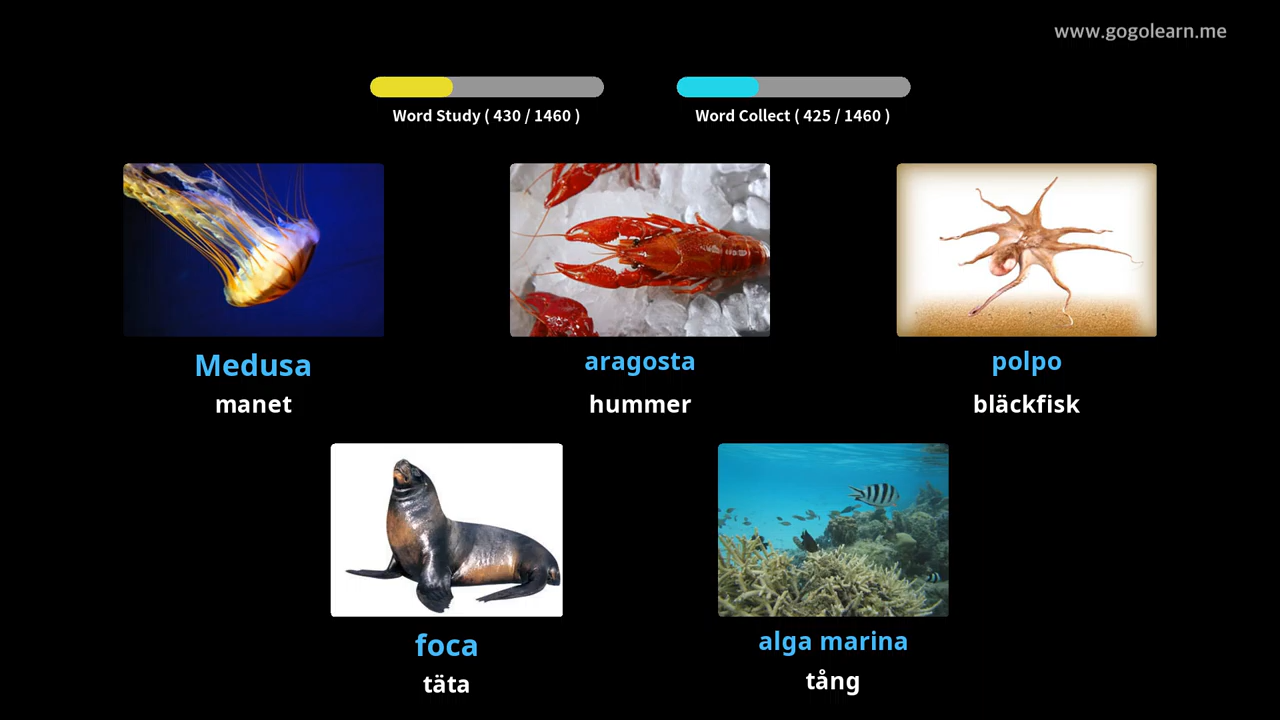 www.gogolearn.me
Word Study ( 430 / 1460 )
Word Collect ( 425 / 1460 )
Medusa
aragosta
polpo
manet
hummer
bläckfisk
foca
alga marina
täta
tång